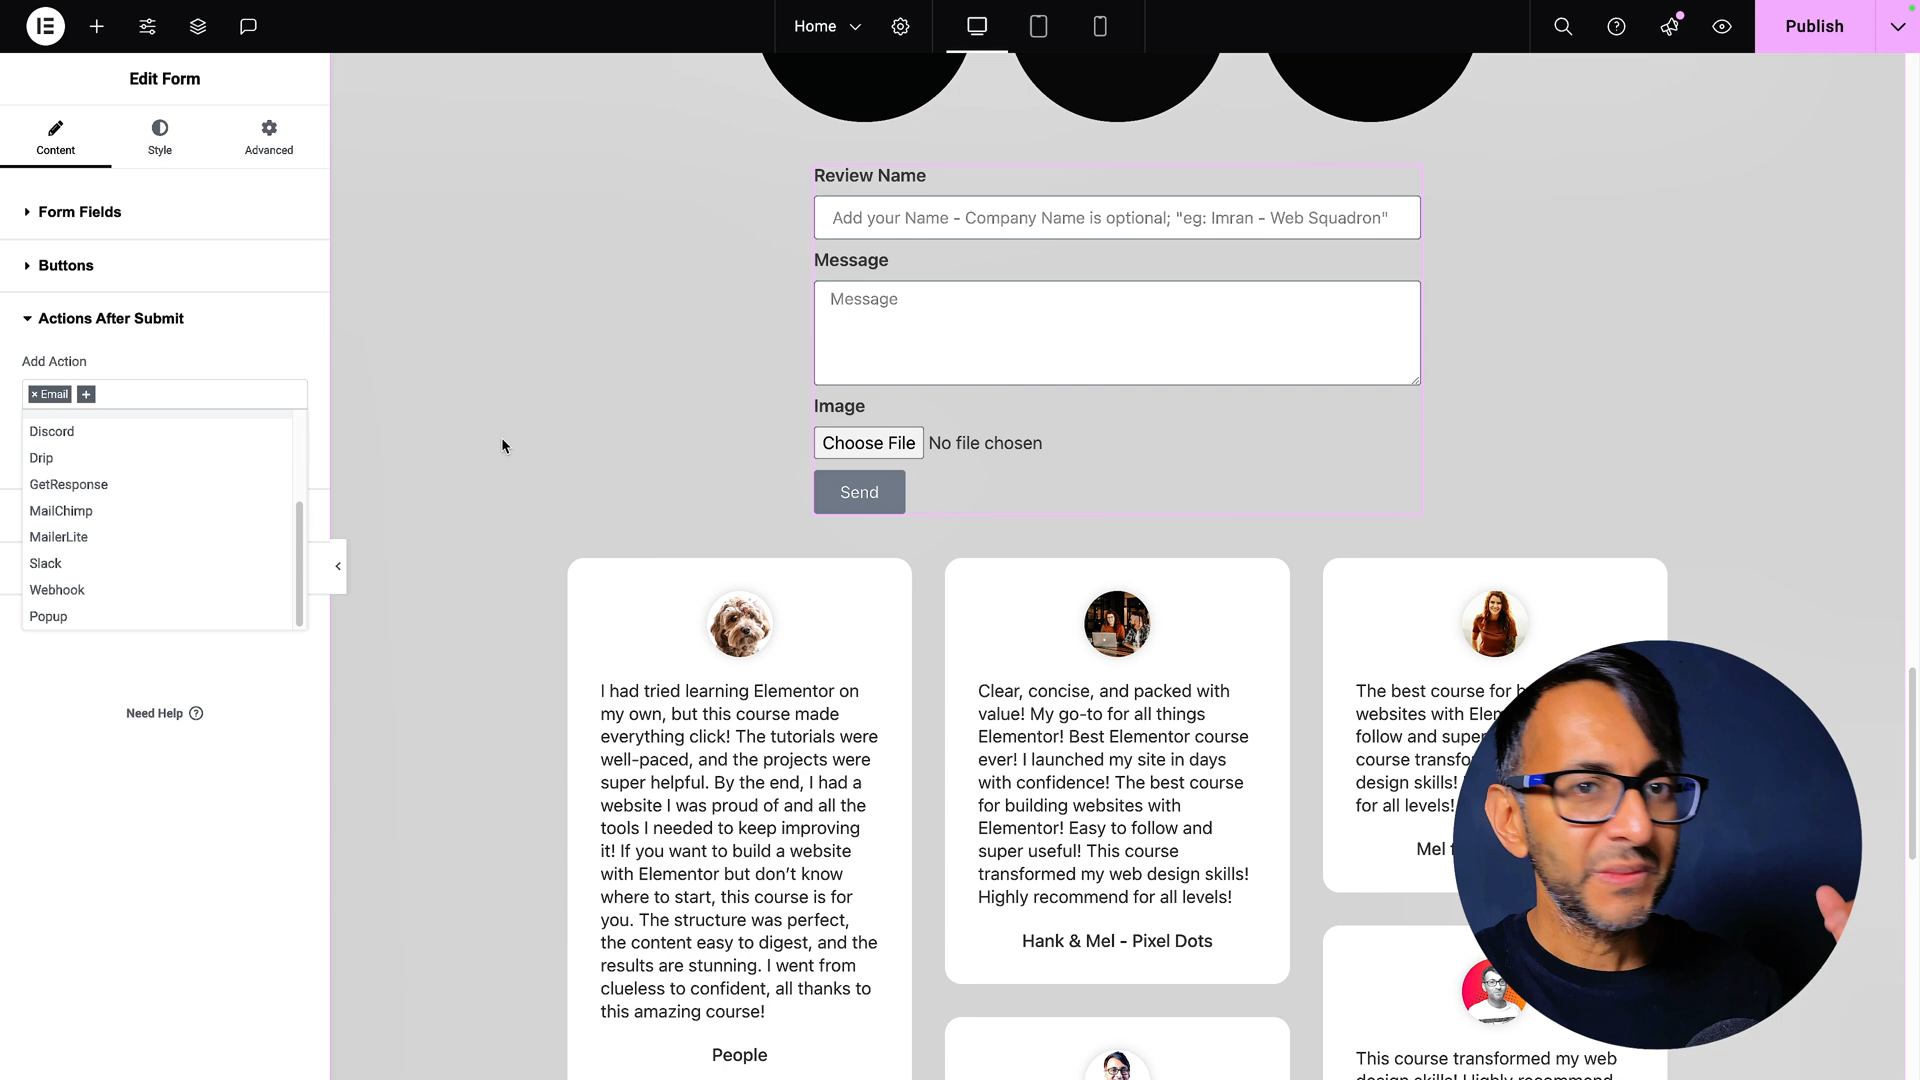 Home
Publish
Edit Form
Content
Style
Advanced
Form Fields
Buttons
Actions After Submit
Add Action
× Email +
Discord
Drip
GetResponse
MailChimp
MailerLite
Slack
Webhook
Popup
Need Help
Review Name
Add your Name - Company Name is optional; "eg: Imran - Web Squadron"
Message
Message
Image
Choose File No file chosen
Send
I had tried learning Elementor on
my own, but this course made
everything click! The tutorials were
well-paced, and the projects were
super helpful. By the end, I had a
website I was proud of and all the
tools I needed to keep improving
it! If you want to build a website
with Elementor but don't know
where to start, this course is for
you. The structure was perfect,
the content easy to digest, and the
results are stunning. I went from
clueless to confident, all thanks to
this amazing course!
People
Clear, concise, and packed with
value! My go-to for all things
Elementor! Best Elementor course
ever! I launched my site in days
with confidence! The best course
for building websites with
Elementor! Easy to follow and
super useful! This course
transformed my web design skills!
Highly recommend for all levels!
Hank & Mel - Pixel Dots
The best course for
websites with
follow and super
course
design skills!
for all levels!
Mel
This course transformed my web
design skills! Highly recommend